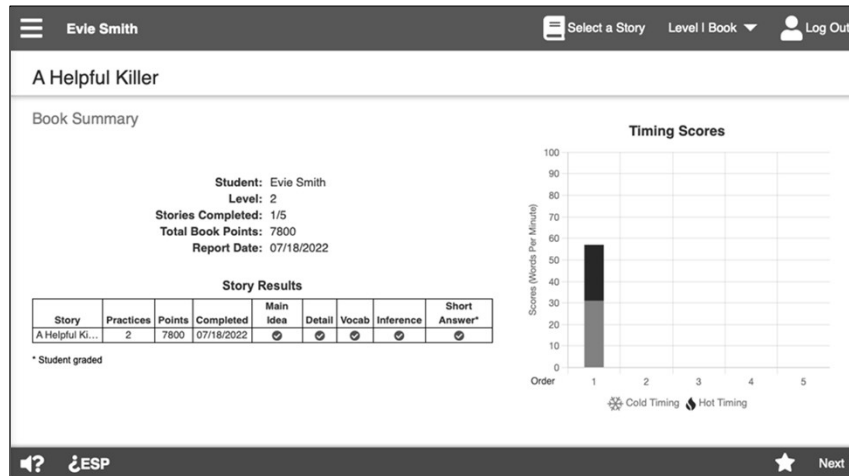 Evie Smith
Select a Story
Level I Book
Log Out
A Helpful Killer
Book Summary
Student: Evie Smith
Level: 2
Stories Completed: 1/5
Total Book Points: 7800
Report Date: 07/18/2022
Story Results
Story Practices Points Completed Main Idea Detail Vocab Inference Short Answer*
A Helpful Ki... 2 7800 07/18/2022
* Student graded
Timing Scores
Scores (Words Per Minute)
100
90
80
70
60
50
40
30
20
10
0
Order 1 2 3 4 5
Cold Timing Hot Timing
? ¿ESP
Next